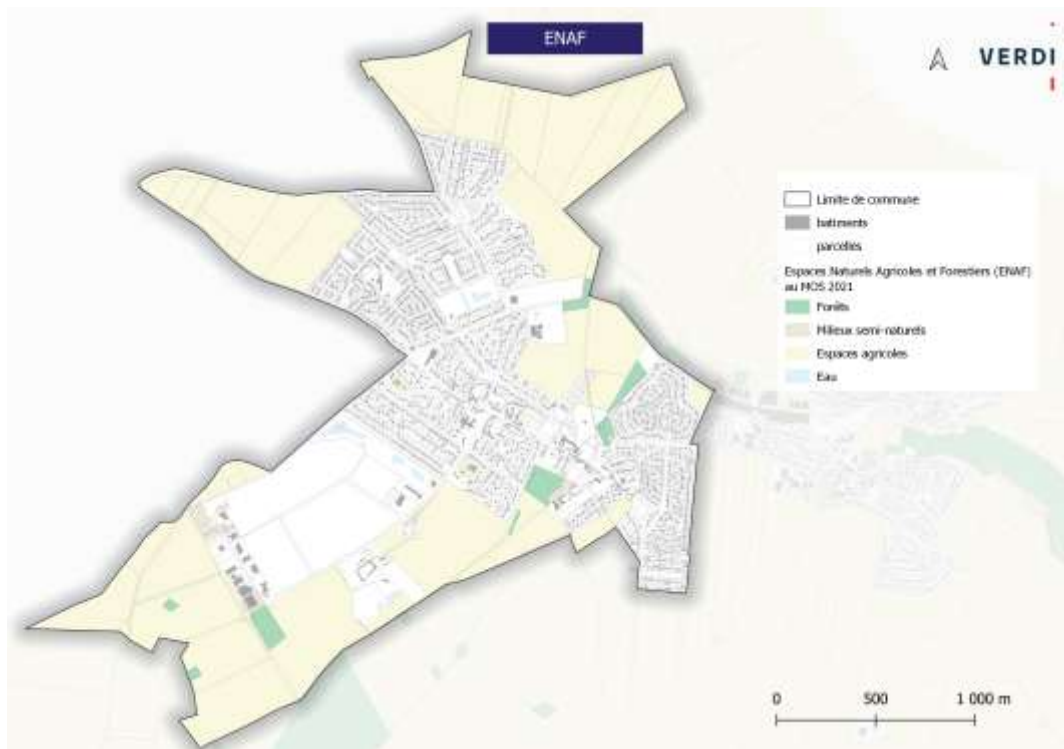 ENAF
VERDI
Limite de commune
batiments
parcelles
Espaces Naturels Agricoles et Forestiers (ENAF)
au MOS 2021
Forêts
Milieux semi-naturels
Espaces agricoles
Eau
0 500 1 000 m